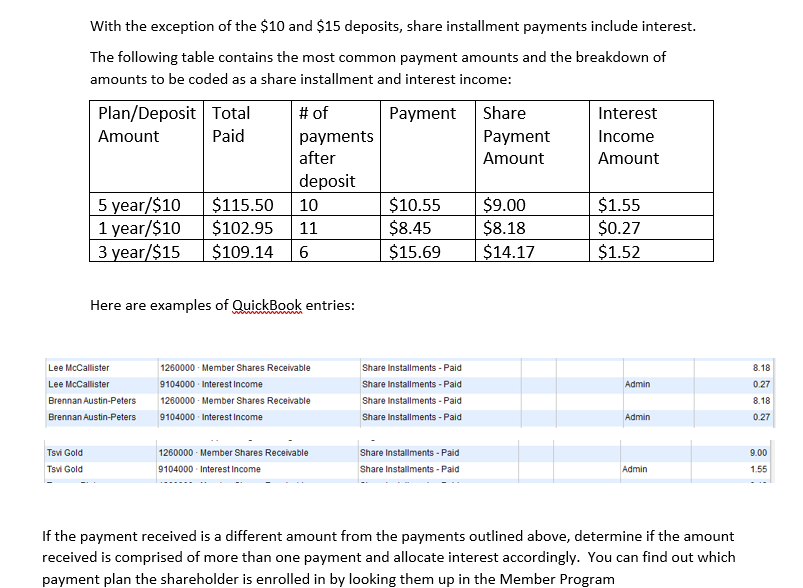 With the exception of the $10 and $15 deposits, share installment payments include interest.
The following table contains the most common payment amounts and the breakdown of
amounts to be coded as a share installment and interest income:
Plan/Deposit Amount Total Paid # of payments after deposit Payment Share Payment Amount Interest Income Amount
5 year/$10 $115.50 10 $10.55 $9.00 $1.55
1 year/$10 $102.95 11 $8.45 $8.18 $0.27
3 year/$15 $109.14 6 $15.69 $14.17 $1.52
Here are examples of QuickBook entries:
Lee McCallister 1260000 · Member Shares Receivable Share Installments - Paid 8.18
Lee McCallister 9104000 · Interest Income Share Installments - Paid Admin 0.27
Brennan Austin-Peters 1260000 · Member Shares Receivable Share Installments - Paid 8.18
Brennan Austin-Peters 9104000 · Interest Income Share Installments - Paid Admin 0.27
Tsvi Gold 1260000 · Member Shares Receivable Share Installments - Paid 9.00
Tsvi Gold 9104000 · Interest Income Share Installments - Paid Admin 1.55
If the payment received is a different amount from the payments outlined above, determine if the amount
received is comprised of more than one payment and allocate interest accordingly. You can find out which
payment plan the shareholder is enrolled in by looking them up in the Member Program